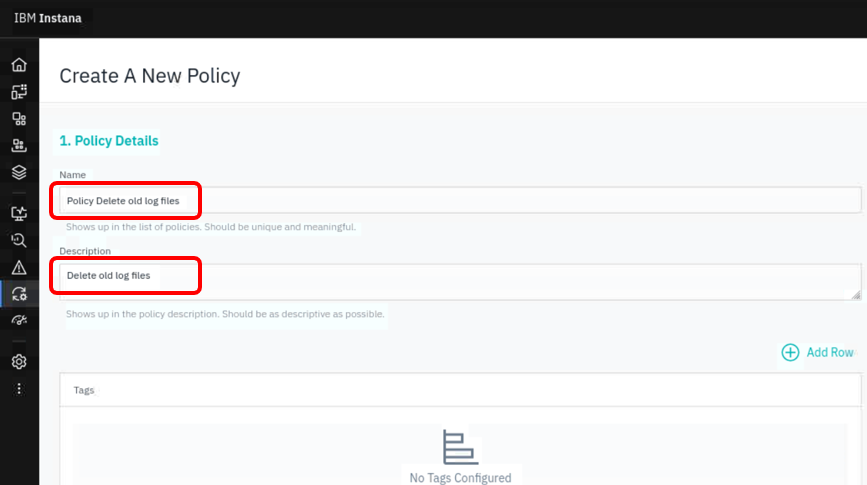 IBM Instana
Create A New Policy
1. Policy Details
Name
Policy Delete old log files
Shows up in the list of policies. Should be unique and meaningful.
Description
Delete old log files
Shows up in the policy description. Should be as descriptive as possible.
Add Row
Tags
No Tags Configured